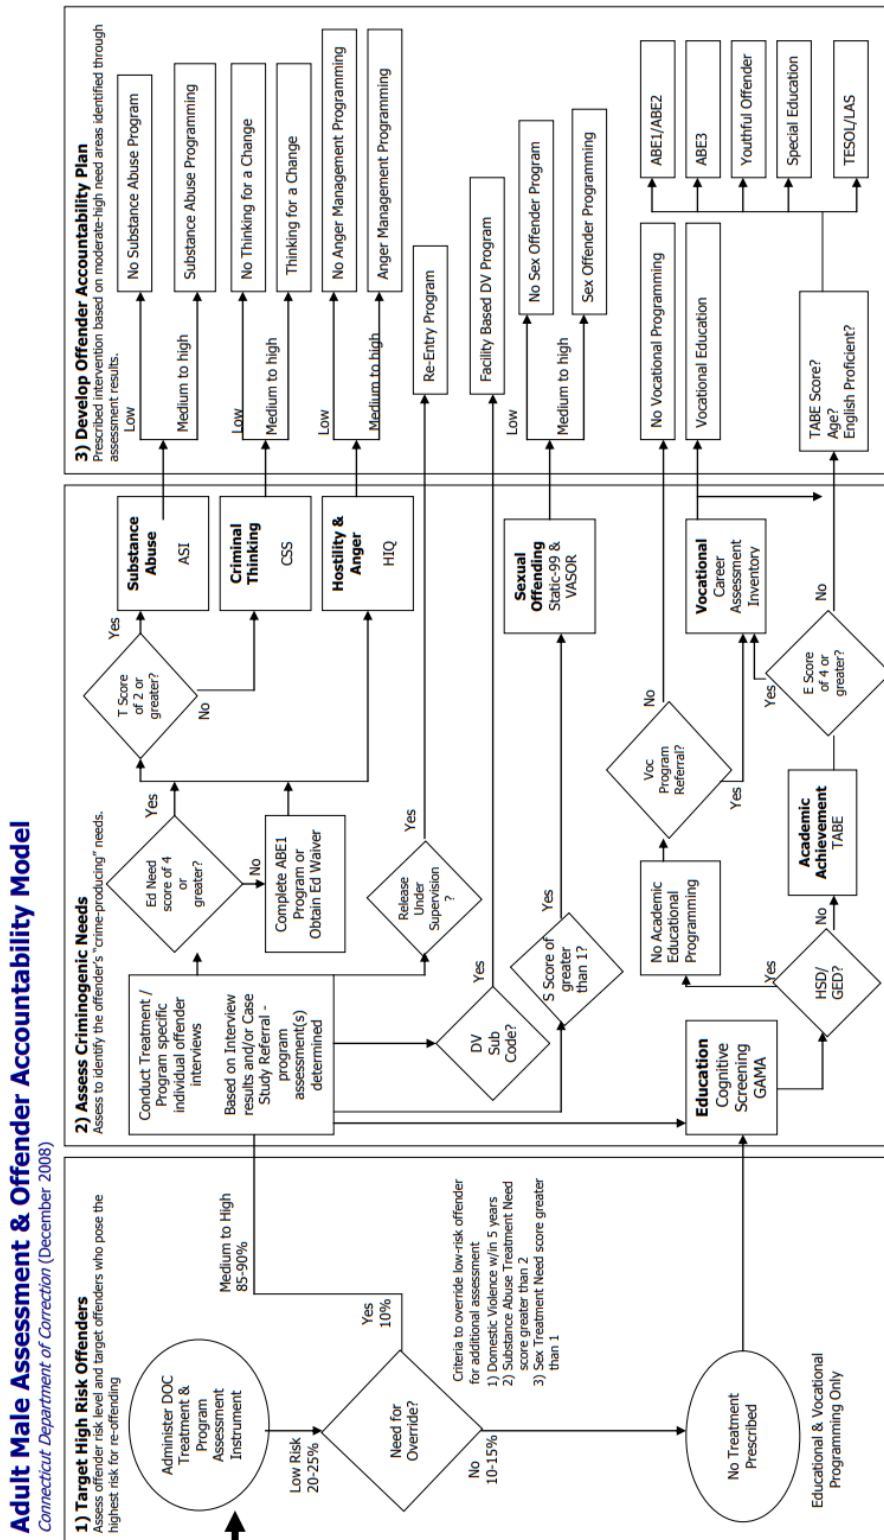 Adult Male Assessment & Offender Accountability Model
Connecticut Department of Correction (December 2008)
1) Target High Risk Offenders
Assess offender risk level and target offenders who pose the
highest risk for re-offending
Administer DOC
Treatment &
Program
Assessment
Instrument
Medium to High
85-90%
Low Risk
20-25%
Need for
Override?
Yes
10%
No
10-15%
Criteria to override low-risk offender
for additional assessment
1) Domestic Violence w/in 5 years
2) Substance Abuse Treatment Need
score greater than 2
3) Sex Treatment Need score greater
than 1
No Treatment
Prescribed
Educational & Vocational
Programming Only
2) Assess Criminogenic Needs
Assess to identify the offender's "crime-producing" needs.
Conduct Treatment /
Program specific
individual offender
interviews
Based on Interview
results and/or Case
Study Referral -
program
assessment(s)
determined
Ed Need
score of 4
or
greater?
Yes
No
Complete ABE1
Program or
Obtain Ed Waiver
T Score
of 2 or
greater?
Yes
No
Substance
Abuse
ASI
Criminal
Thinking
CSS
Hostility &
Anger
HIQ
Release
Under
Supervision
?
Yes
DV
Sub
Code?
Yes
S Score of
greater
than 1?
Yes
Sexual
Offending
Static-99 &
VASOR
Education
Cognitive
Screening
GAMA
HSD/
GED?
Yes
No
No Academic
Educational
Programming
Voc
Program
Referral?
No
Yes
Academic
Achievement
TABE
E Score
of 4 or
greater?
Yes
No
Vocational
Career
Assessment
Inventory
3) Develop Offender Accountability Plan
Prescribed intervention based on moderate-high need areas identified through
assessment results.
Low
No Substance Abuse Program
Medium to high
Substance Abuse Programming
Low
No Thinking for a Change
Medium to high
Thinking for a Change
Low
No Anger Management Programming
Medium to high
Anger Management Programming
Re-Entry Program
Facility Based DV Program
Low
No Sex Offender Program
Medium to high
Sex Offender Programming
No Vocational Programming
Vocational Education
TABE Score?
Age?
English Proficient?
ABE1/ABE2
ABE3
Youthful Offender
Special Education
TESOL/LAS